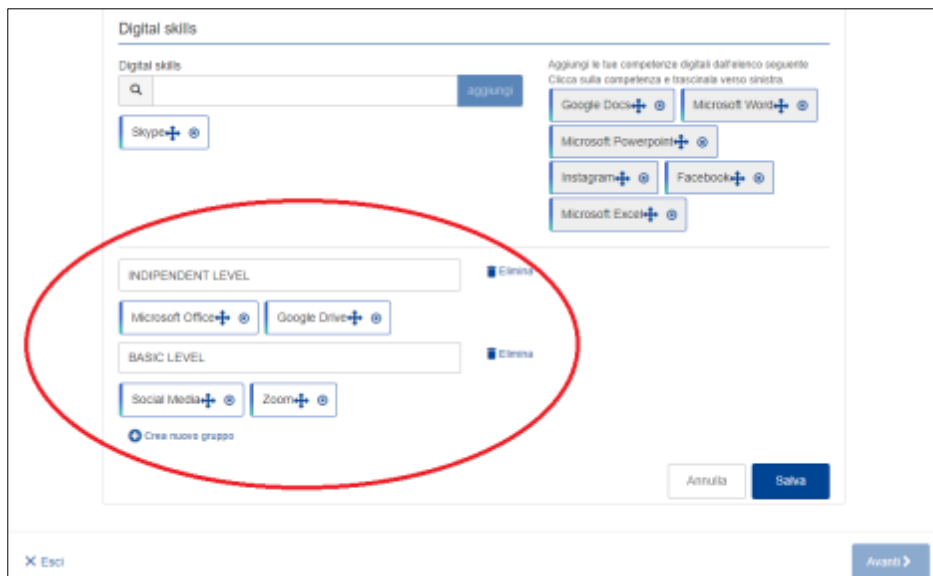 Digital skills
Digital skills
aggiungi
Skype
Aggiungi le tue competenze digitali dall'elenco seguente
Clicca sulla competenza e trascinala verso sinistra.
Google Docs Microsoft Word
Microsoft Powerpoint
Instagram Facebook
Microsoft Excel
INDIPENDENT LEVEL Elimina
Microsoft Office Google Drive
BASIC LEVEL Elimina
Social Media Zoom
Crea nuovo gruppo
Annulla Salva
Esci Avanti